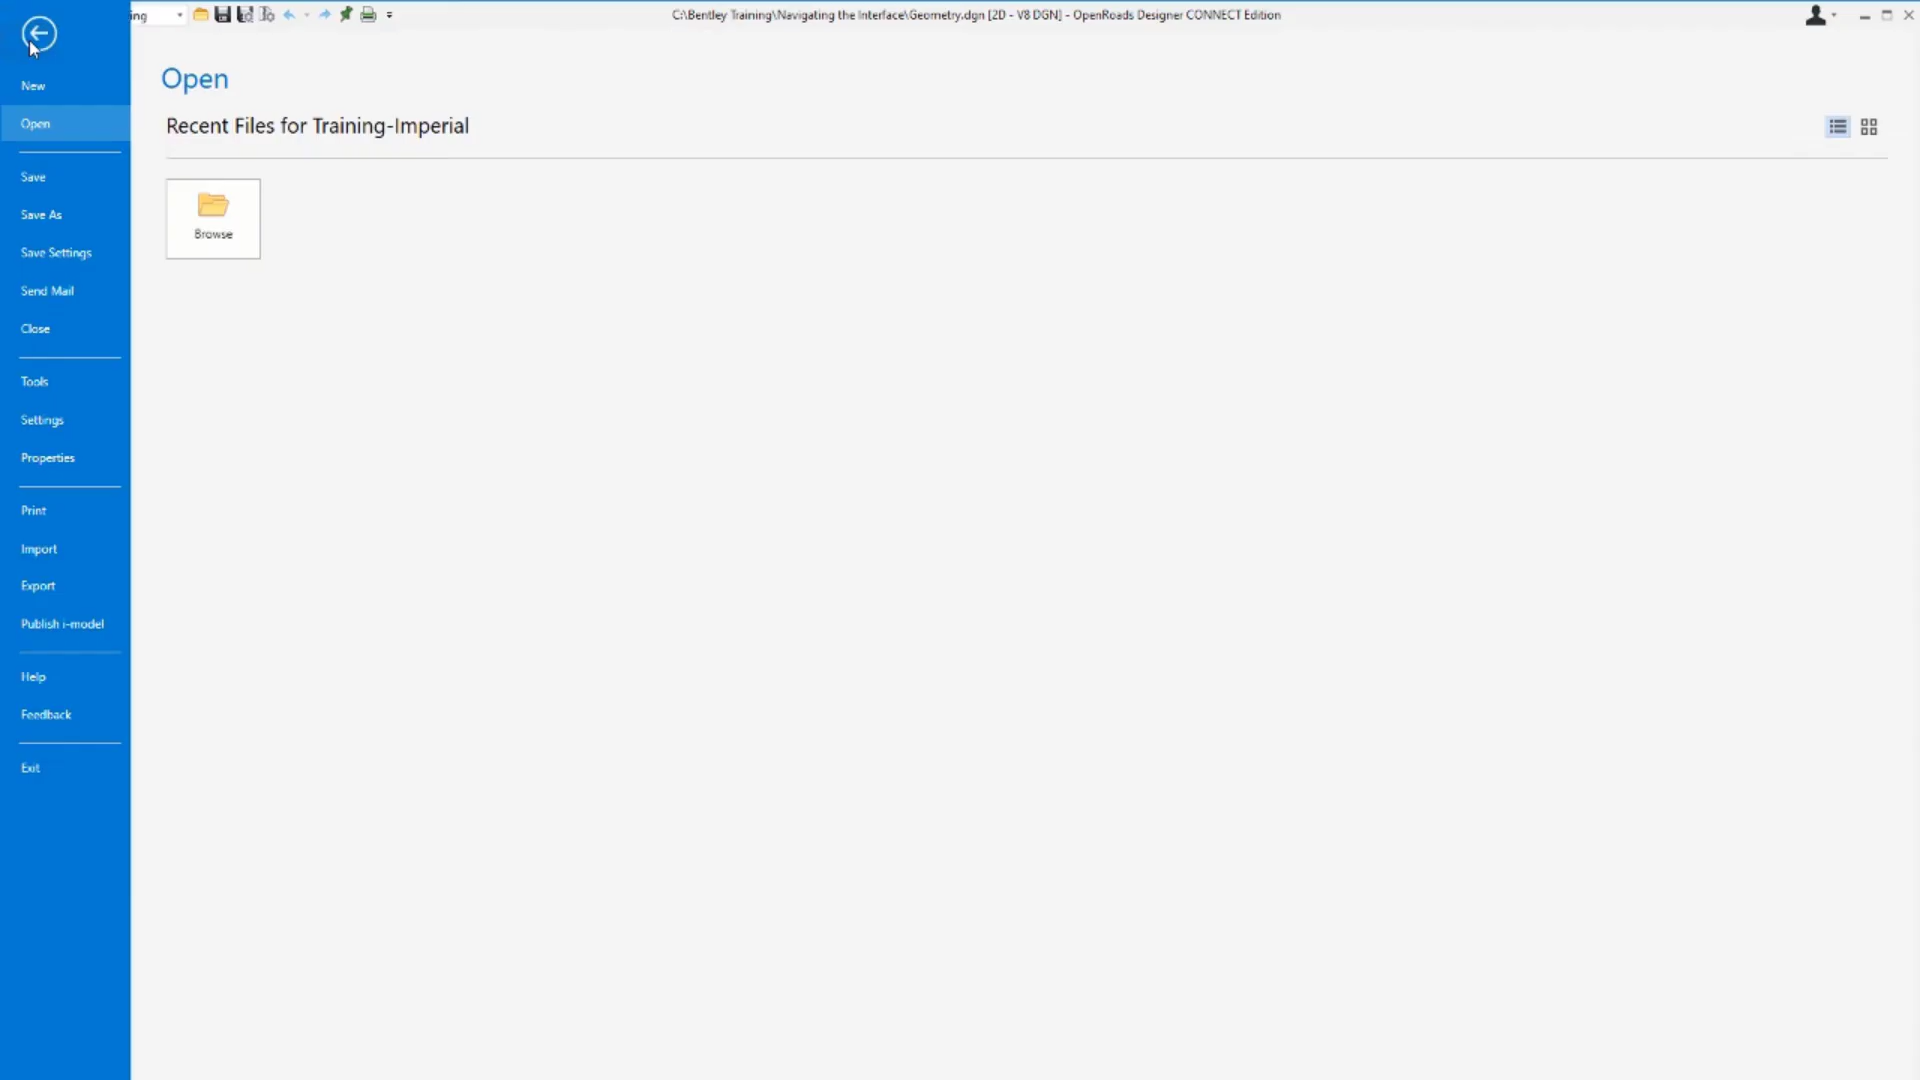 ing
C:\Bentley Training\Navigating the Interface\Geometry.dgn [2D - V8 DGN] - OpenRoads Designer CONNECT Edition
New
Open
Save
Save As
Save Settings
Send Mail
Close
Tools
Settings
Properties
Print
Import
Export
Publish i-model
Help
Feedback
Exit
Open
Recent Files for Training-Imperial
Browse